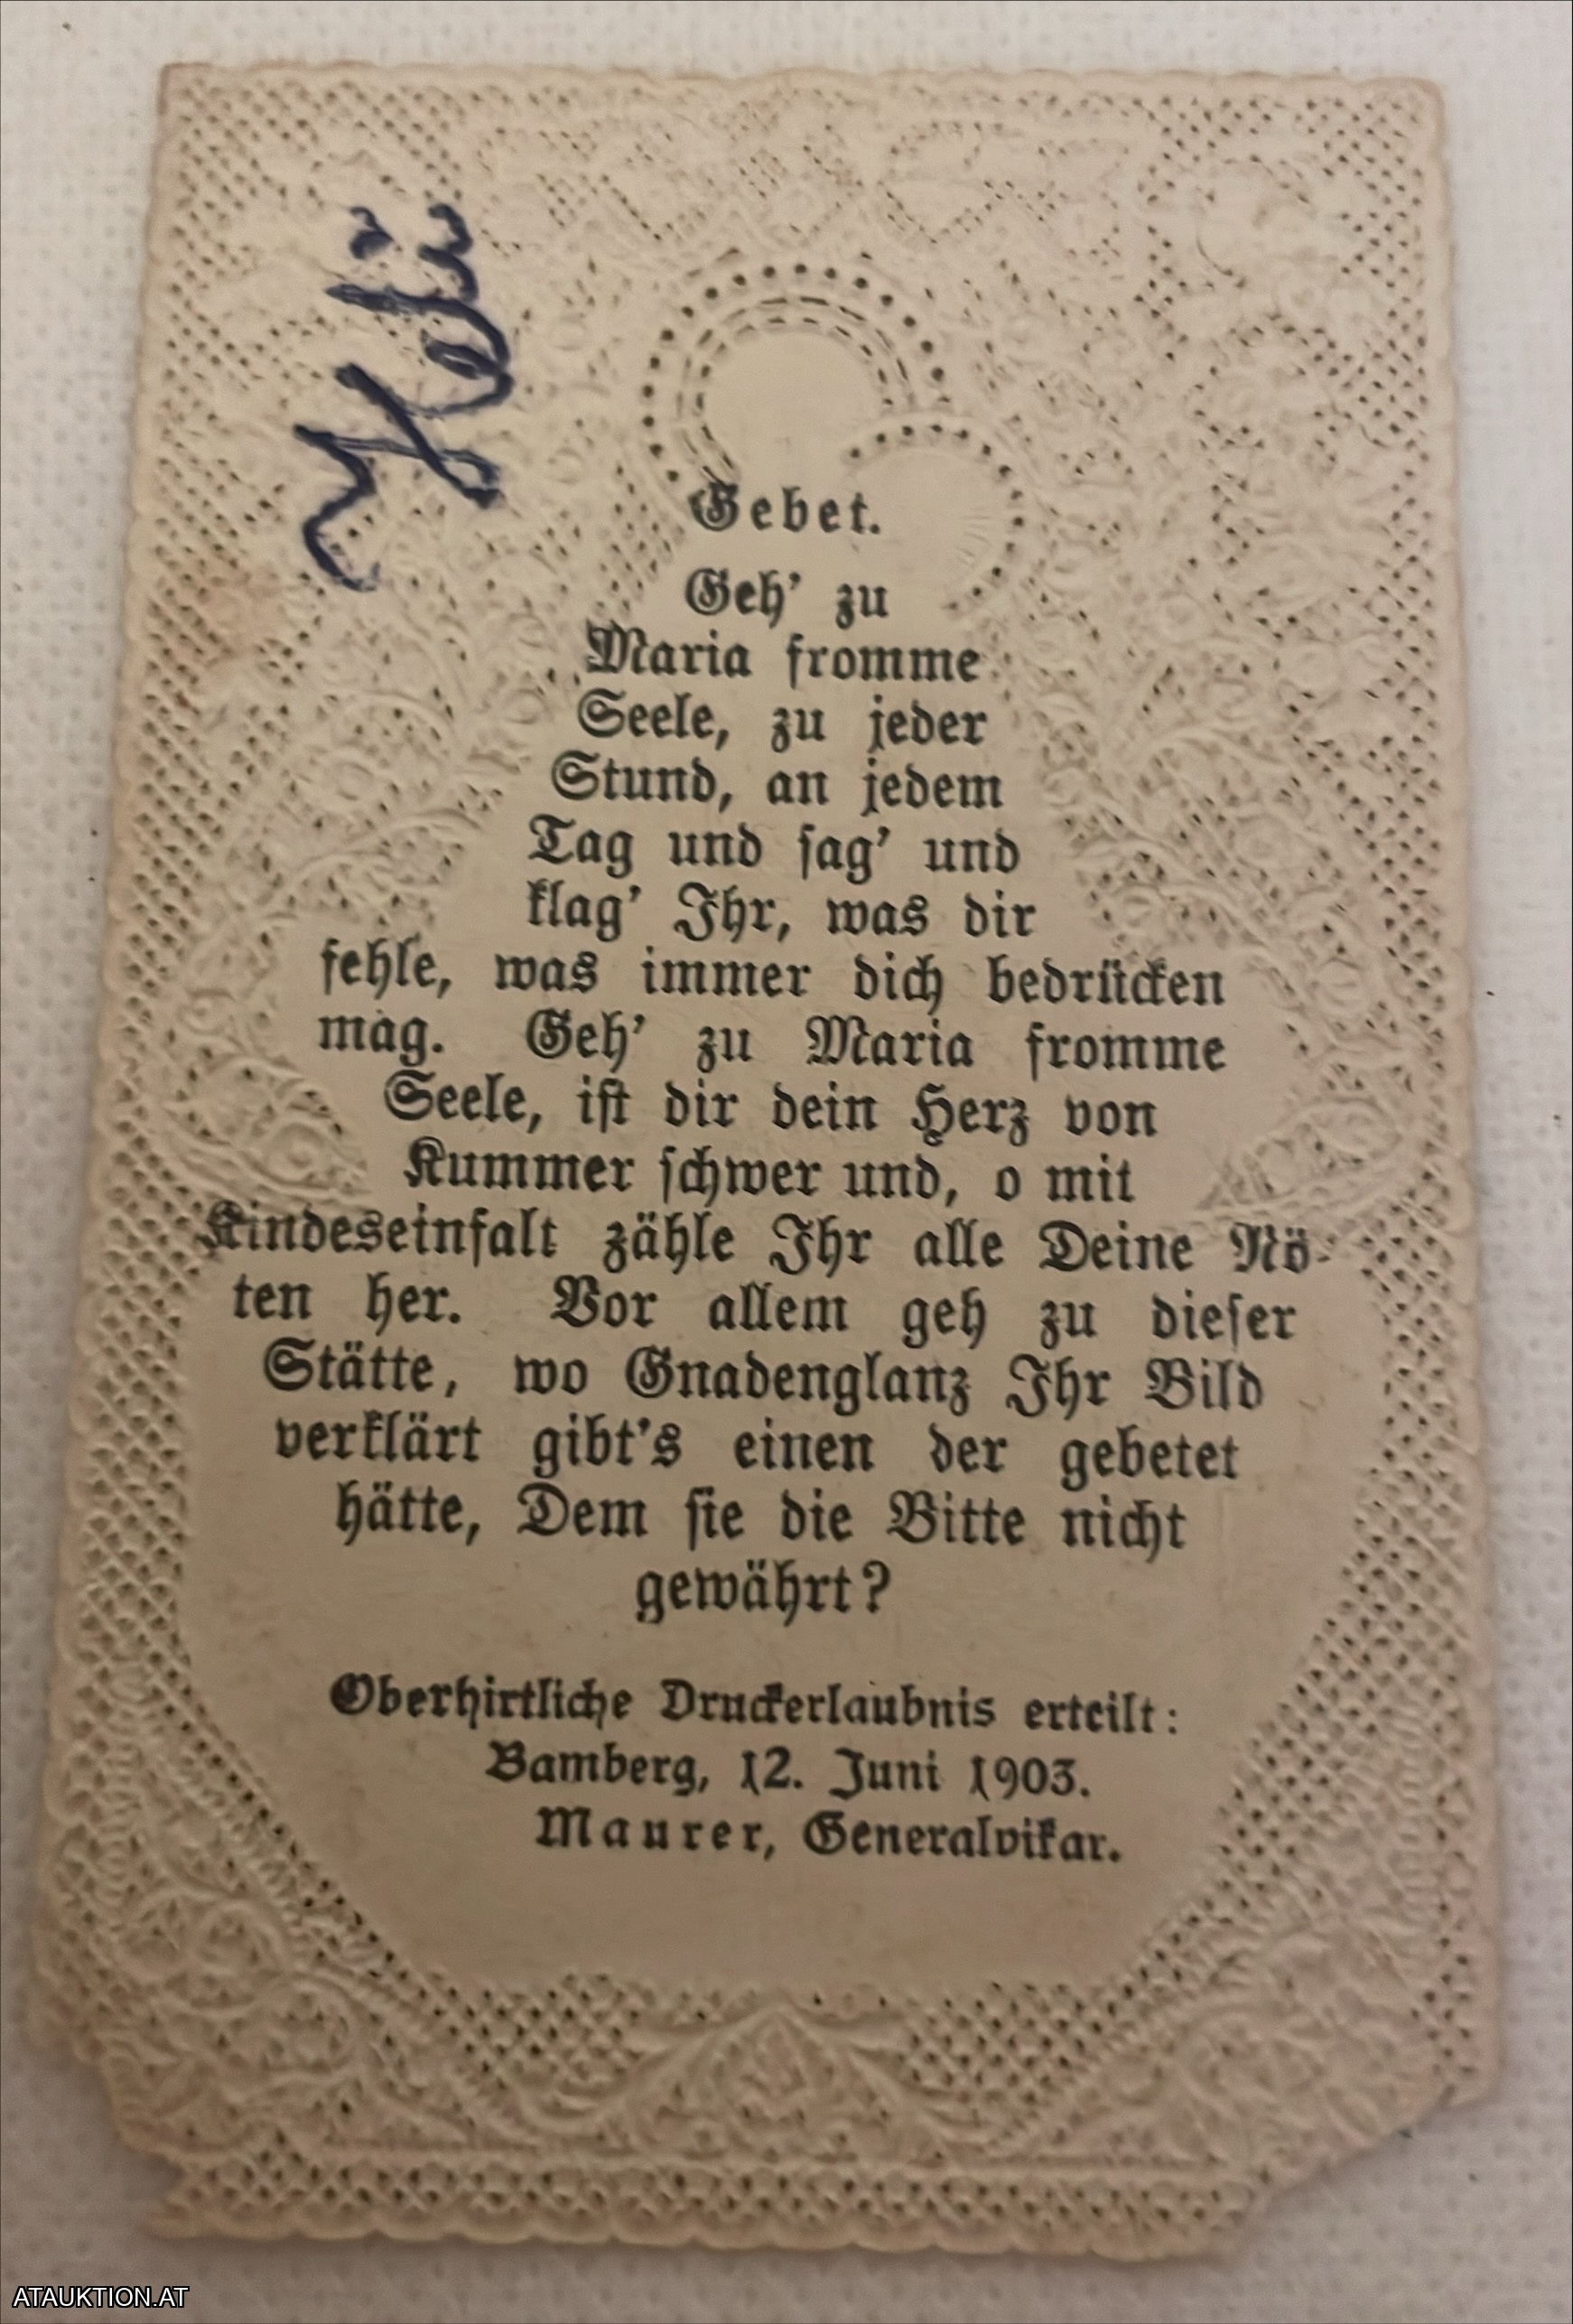 Gebet.
Geh' zu
Maria fromme
Seele, zu jeder
Stund, an jedem
Tag und sag' und
klag' Ihr, was dir
fehle, was immer dich bedrücken
mag. Geh' zu Maria fromme
Seele, ist dir dein Herz von
Kummer schwer und, o mit
Kindeseinfalt zähle Ihr alle Deine Nö-
ten her. Vor allem geh zu dieser
Stätte, wo Gnadenglanz Ihr Bild
verklärt gibt's einen der gebetet
hätte, Dem sie die Bitte nicht
gewährt?
Oberhirtliche Druckerlaubnis erteilt:
Bamberg, 12. Juni 1903.
Maurer, Generalvikar.
ATAUKTION.AT